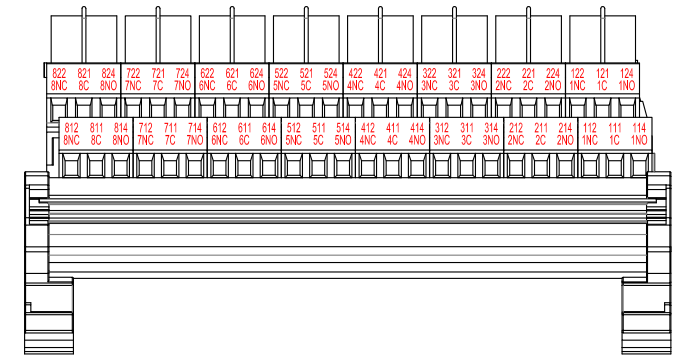 822 821 824 722 721 724 622 621 624 522 521 524 422 421 424 322 321 324 222 221 224 122 121 124
8NC 8C 8NO 7NC 7C 7NO 6NC 6C 6NO 5NC 5C 5NO 4NC 4C 4NO 3NC 3C 3NO 2NC 2C 2NO 1NC 1C 1NO
812 811 814 712 711 714 612 611 614 512 511 514 412 411 414 312 311 314 212 211 214 112 111 114
8NC 8C 8NO 7NC 7C 7NO 6NC 6C 6NO 5NC 5C 5NO 4NC 4C 4NO 3NC 3C 3NO 2NC 2C 2NO 1NC 1C 1NO